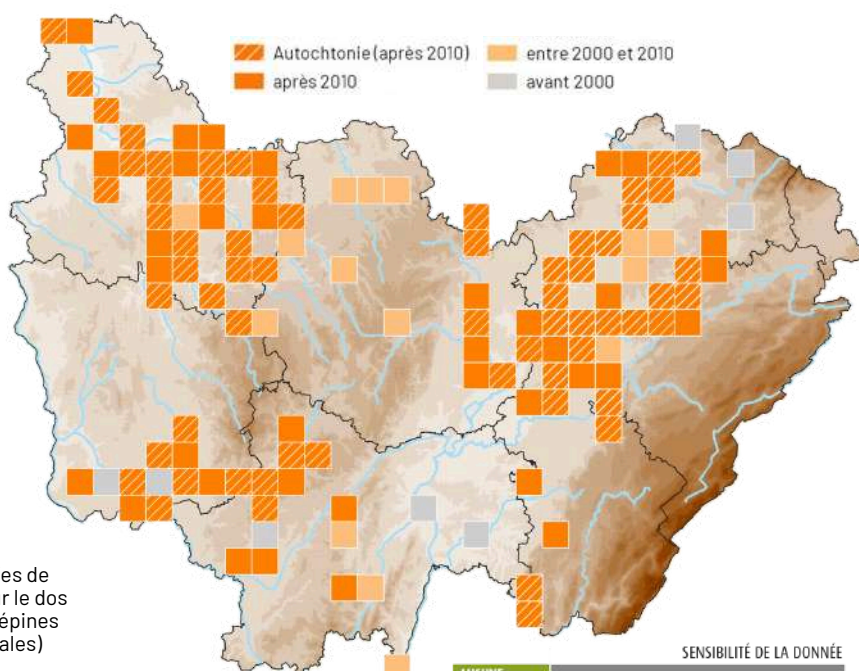 Autochtonie (après 2010)
entre 2000 et 2010
après 2010
avant 2000
es de
r le dos
épines
ales)
SENSIBILITÉ DE LA DONNÉE